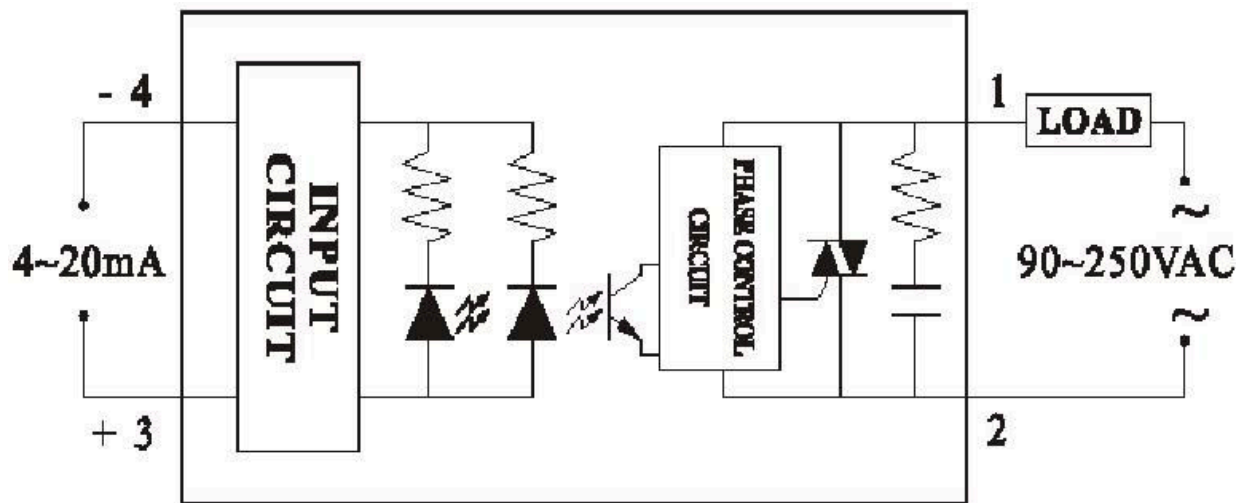 - 4
4~20mA
+ 3
INPUT
CIRCUIT
PHASE CONTROL
CIRCUIT
1
LOAD
~
90~250VAC
~
2